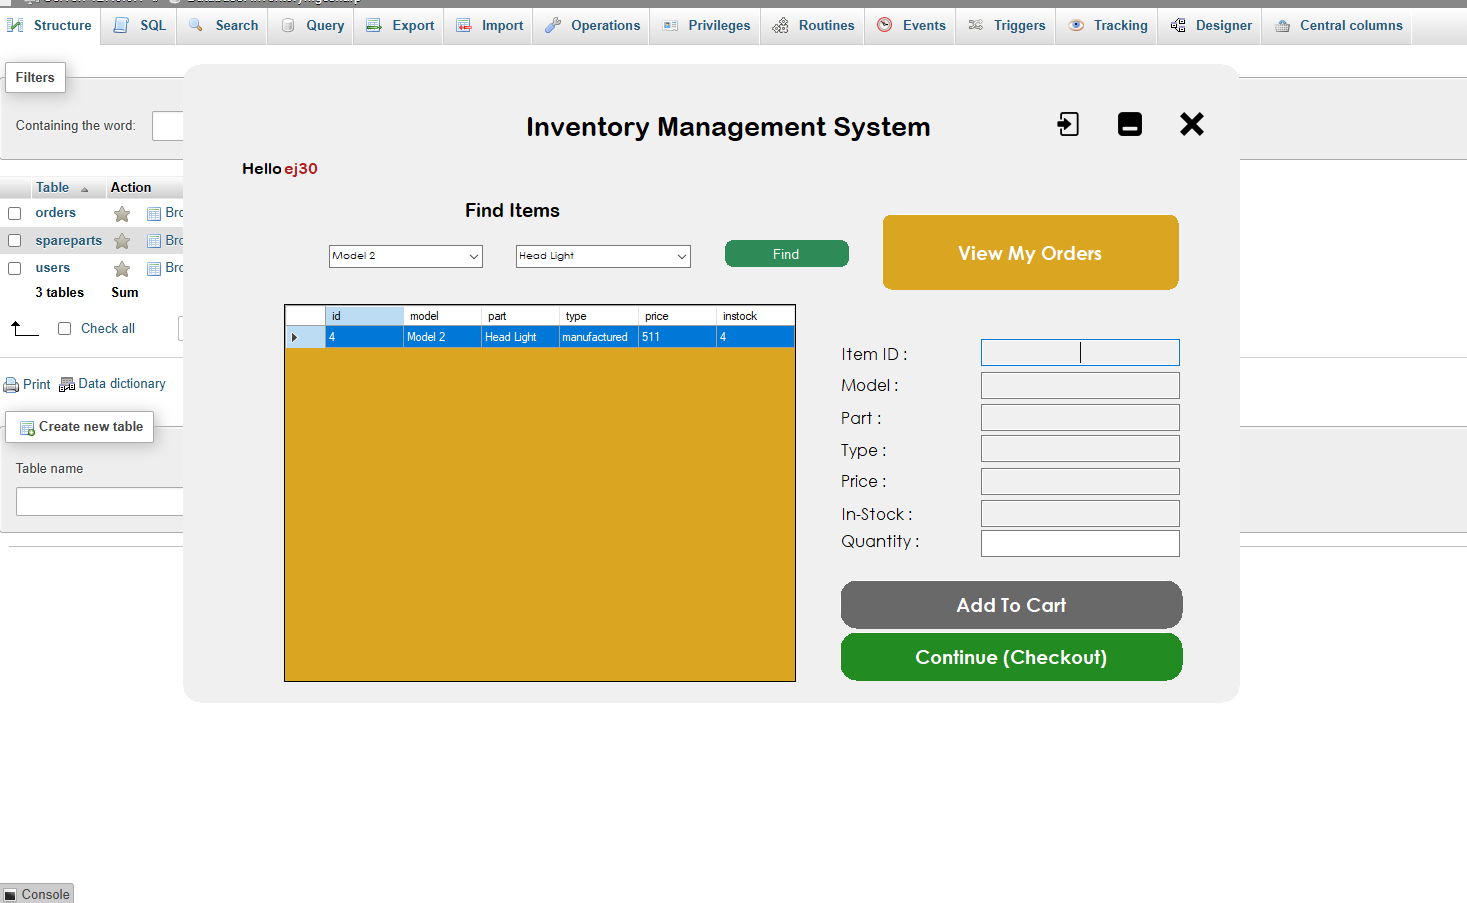 Structure SQL Search Query Export Import Operations Privileges Routines Events Triggers Tracking Designer Central columns
Filters
Containing the word:
Table Action
orders Bro
spareparts Bro
users Bro
3 tables Sum
Check all
Print Data dictionary
Create new table
Table name
Console
Inventory Management System
Hello ej30
Find Items
Model 2 Head Light Find
View My Orders
id model part type price instock
4 Model 2 Head Light manufactured 511 4
Item ID :
Model :
Part :
Type :
Price :
In-Stock :
Quantity :
Add To Cart
Continue (Checkout)